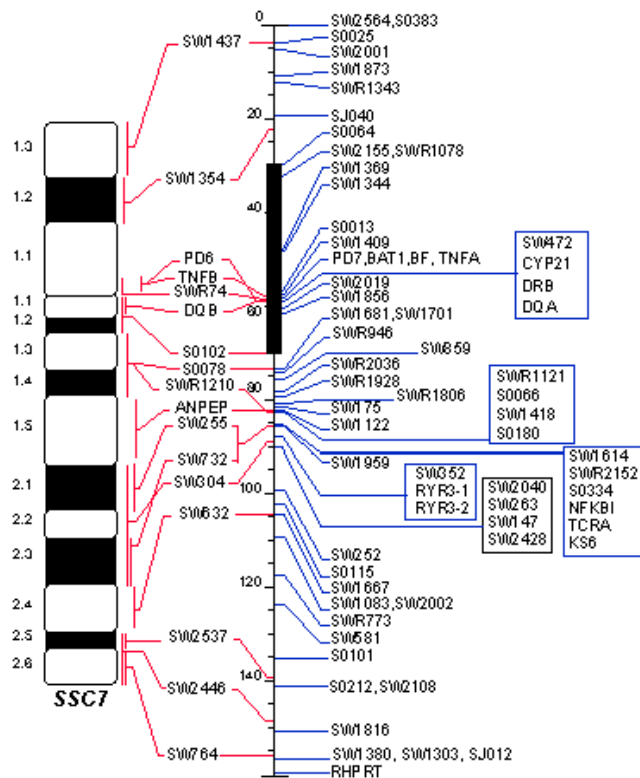 0
SW2564,S0383
S0025
SW1437
SW2001
SW1873
SWR1343
20
SJ040
S0064
1.3
SW2155,SWR1078
SW1369
SW1354
SW1344
1.2
40
S0013
SW1409
SW472
CYP21
DRB
DQA
1.1
PD6
PD7,BAT1,BF, TNFA
TNFB
SW2019
SWR74
SW1856
1.1
DQB
60
SW1681,SW1701
1.2
SWR946
1.3
S0102
SW859
S0078
SWR2036
1.4
SWR1210
SWR1928
80
SWR1806
SWR1121
S0066
SW1418
S0180
ANPEP
SW175
SW255
SW1122
1.5
SW732
SW1959
SW1614
SWR2152
S0334
NFKBI
TCRA
KS6
SW352
RYR3-1
RYR3-2
2.1
SW304
SW2040
SW263
SW147
SW2428
100
2.2
SW632
2.3
SW252
S0115
120
SW1667
2.4
SW1083,SW2002
SWR773
2.5
SW2537
SW581
2.6
S0101
140
SSC7
SW2446
S0212,SW2108
SW1816
SW764
SW1380, SW1303, SJ012
RHPRT